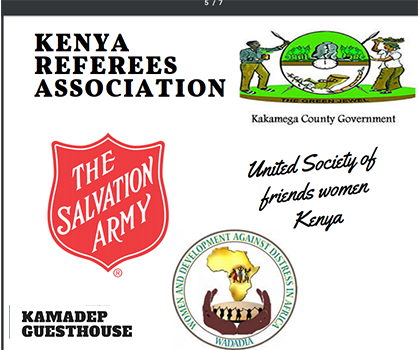 5 / 7
KENYA
REFEREES
ASSOCIATION
THE GREEN JEWEL
Kakamega County Government
THE
SALVATION
ARMY
®
United Society of
friends women
Kenya
WOMEN AND DEVELOPMENT AGAINST DISTRESS IN AFRICA
WADADIA
KAMADEP
GUESTHOUSE